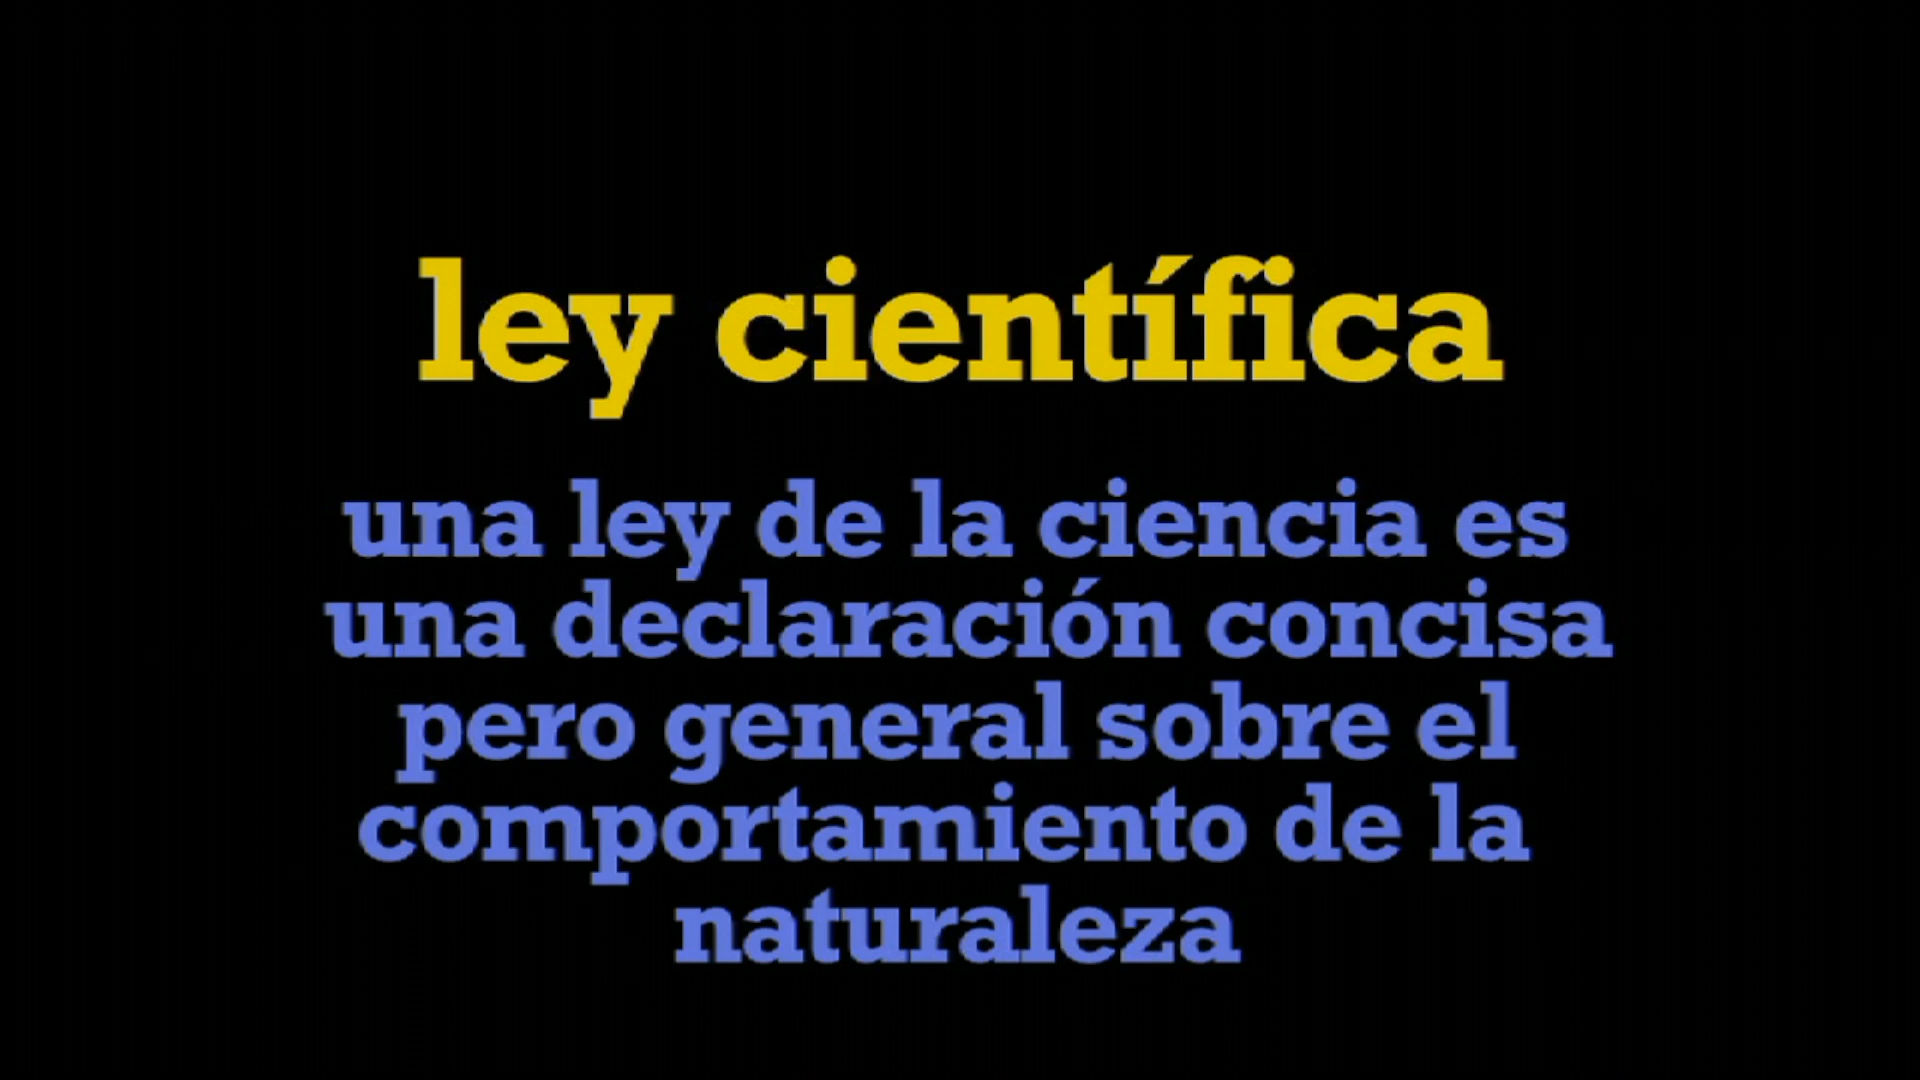 ley científica
una ley de la ciencia es
una declaración concisa
pero general sobre el
comportamiento de la
naturaleza